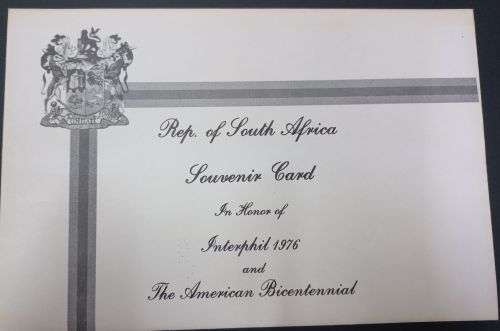 Rep. of South Africa
Souvenir Card
In Honor of
Interphil 1976
and
The American Bicentennial